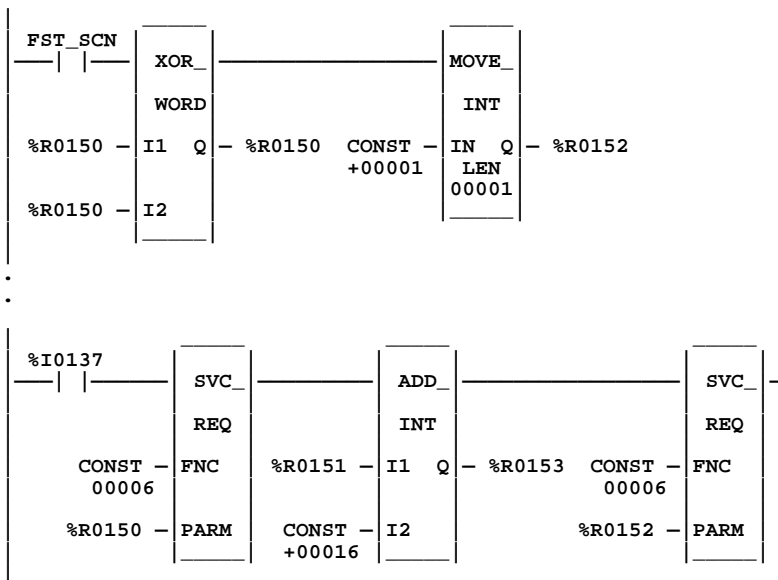 FST_SCN
XOR_ MOVE_
WORD INT
%R0150 I1 Q %R0150 CONST IN Q %R0152
+00001 LEN
00001
%R0150 I2
%I0137
SVC_ ADD_ SVC_
REQ INT REQ
CONST FNC %R0151 I1 Q %R0153 CONST FNC
00006 00006
%R0150 PARM CONST I2 %R0152 PARM
+00016